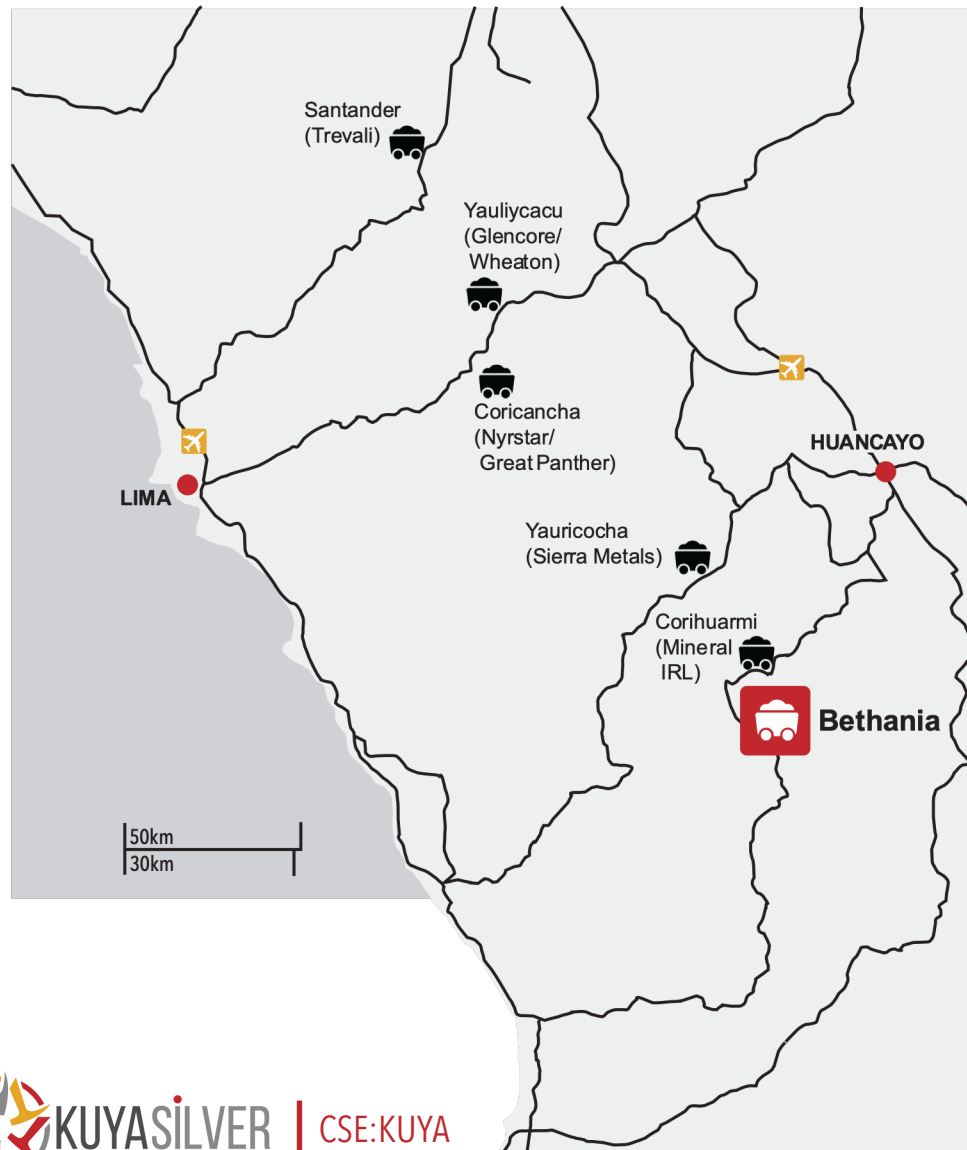 Santander
(Trevali)
Yauliycacu
(Glencore/
Wheaton)
Coricancha
(Nyrstar/
Great Panther)
HUANCAYO
LIMA
Yauricocha
(Sierra Metals)
Corihuarmi
(Mineral
IRL)
Bethania
50km
30km
KUYASILVER | CSE:KUYA